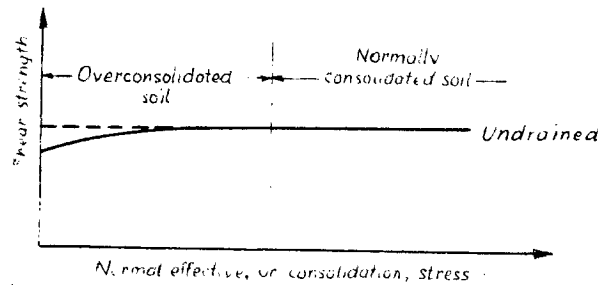 Normally
Overconsolidated
consolidated soil
soil
shear strength
Undrained
Normal effective, or consolidation, stress